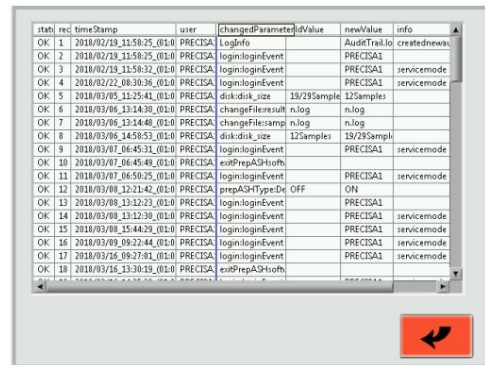 statu rec timeStamp user changedParameter ldValue newValue info
OK 1 2018/02/19_11:58:25_(01:0 PRECISA: LogInfo AuditTrail.lo creatednewau
OK 2 2018/02/19_11:58:25_(01:0 PRECISA: login:loginEvent PRECISA1
OK 3 2018/02/19_11:58:32_(01:0 PRECISA: login:loginEvent PRECISA1 servicemode
OK 4 2018/02/22_08:30:36_(01:0 PRECISA: login:loginEvent PRECISA1 servicemode
OK 5 2018/03/05_11:25:41_(01:0 PRECISA: disk:disk_size 19/29Sample 12Samples
OK 6 2018/03/06_13:14:30_(01:0 PRECISA: changeFile:result n.log n.log
OK 7 2018/03/06_13:14:48_(01:0 PRECISA: changeFile:samp n.log n.log
OK 8 2018/03/06_14:58:53_(01:0 PRECISA: disk:disk_size 12Samples 19/29Sampl
OK 9 2018/03/07_06:45:31_(01:0 PRECISA: login:loginEvent PRECISA1 servicemode
OK 10 2018/03/07_06:45:49_(01:0 PRECISA: exitPrepASH:soft
OK 11 2018/03/07_06:50:25_(01:0 PRECISA: login:loginEvent PRECISA1 servicemode
OK 12 2018/03/08_12:21:42_(01:0 PRECISA: prepASHType:De OFF ON
OK 13 2018/03/08_13:12:23_(01:0 PRECISA: login:loginEvent PRECISA1
OK 14 2018/03/08_13:12:30_(01:0 PRECISA: login:loginEvent PRECISA1 servicemode
OK 15 2018/03/08_15:44:29_(01:0 PRECISA: login:loginEvent PRECISA1 servicemode
OK 16 2018/03/09_09:22:44_(01:0 PRECISA: login:loginEvent PRECISA1 servicemode
OK 17 2018/03/16_09:27:01_(01:0 PRECISA: login:loginEvent PRECISA1 servicemode
OK 18 2018/03/16_13:30:19_(01:0 PRECISA: exitPrepASH:soft